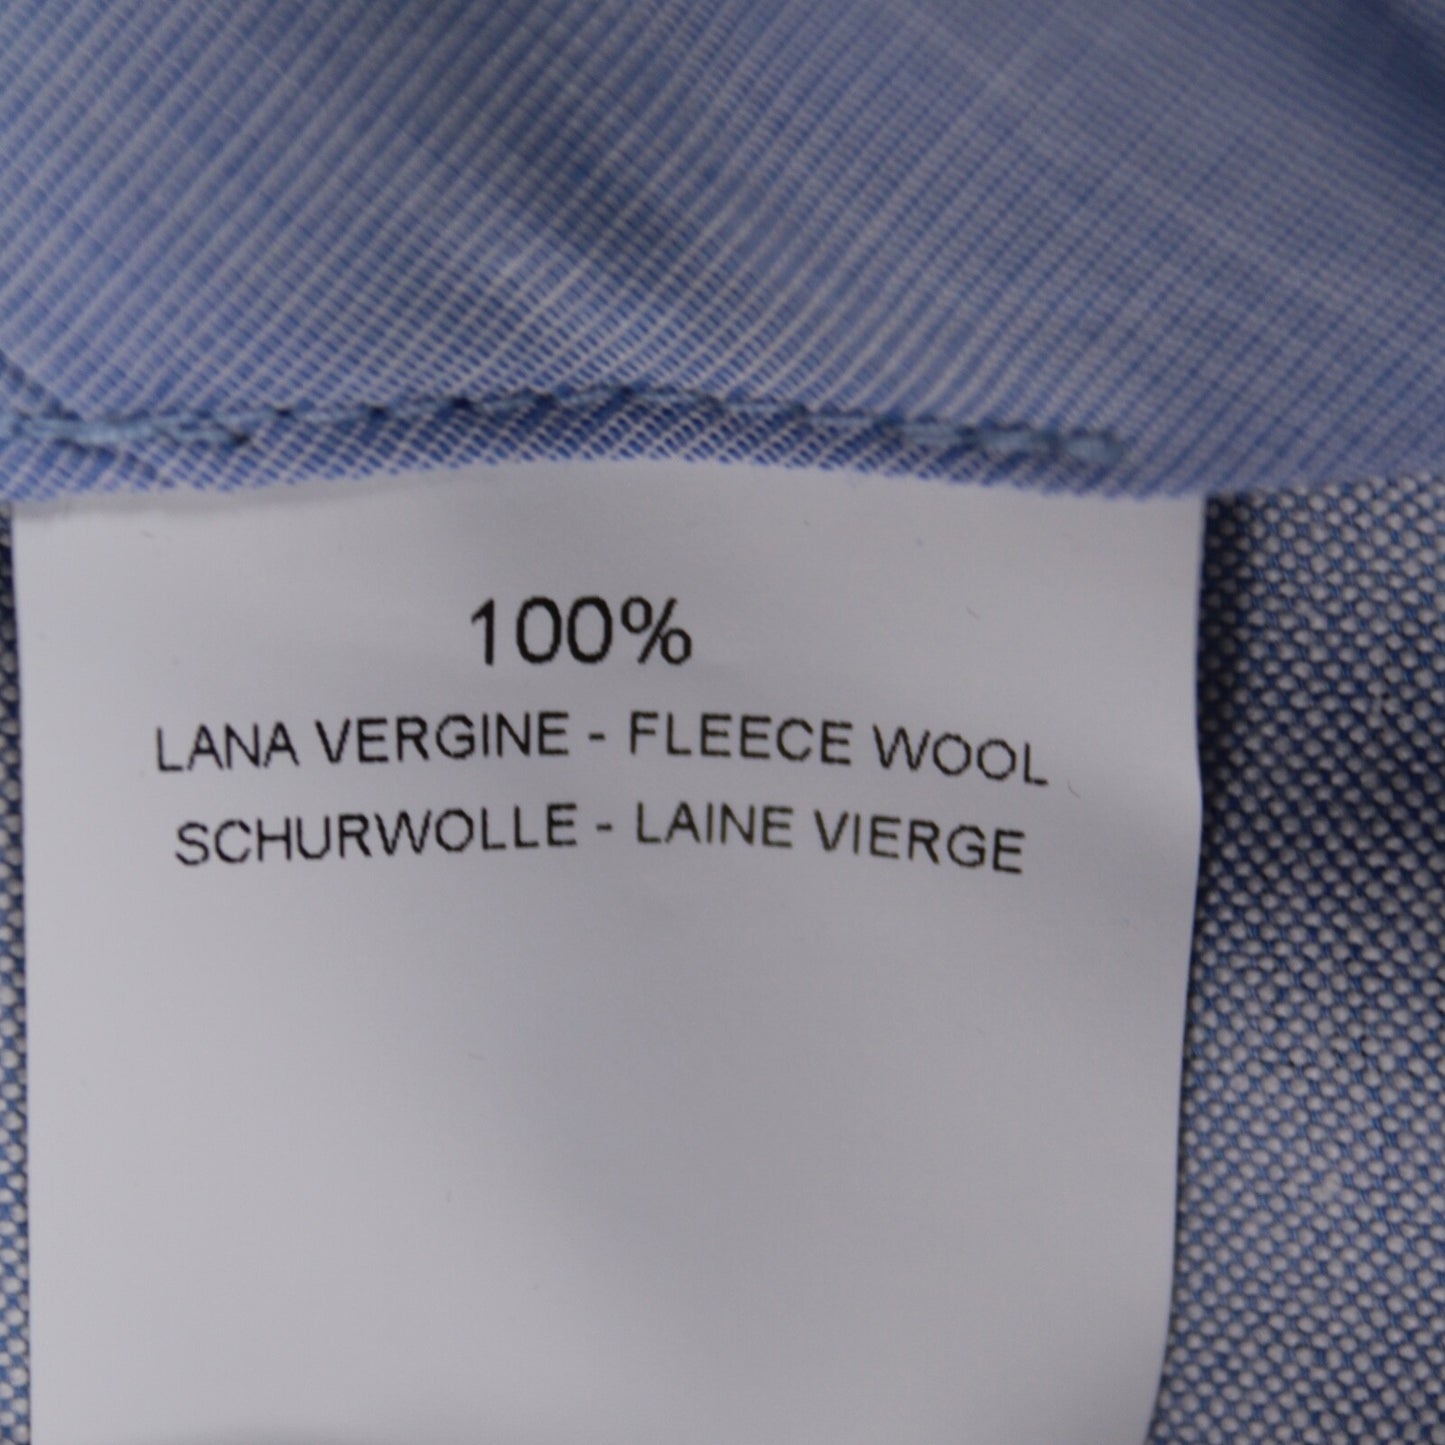 100%
LANA VERGINE - FLEECE WOOL
SCHURWOLLE - LAINE VIERGE